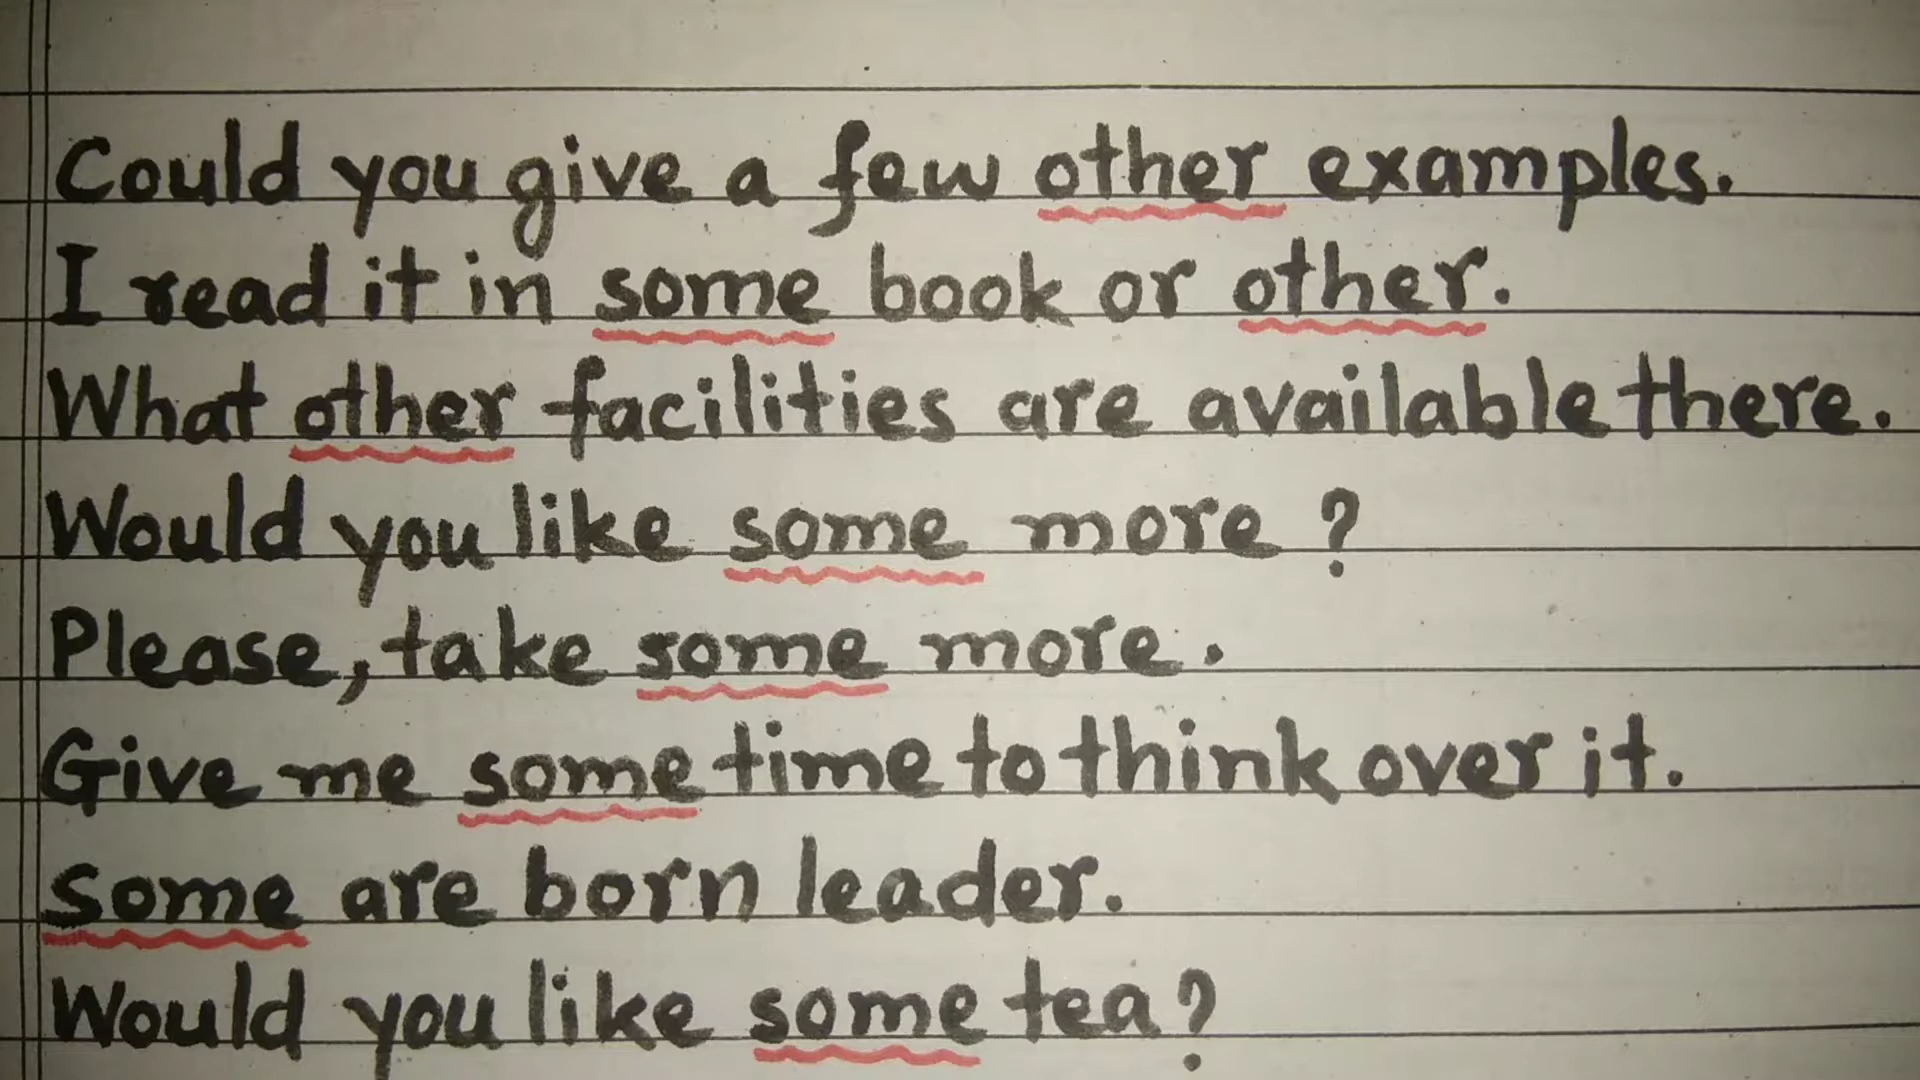 Could you give a few other examples.
I read it in some book or other.
What other facilities are available there.
Would you like some more ?
Please, take some more.
Give me some time to think over it.
Some are born leader.
Would you like some tea?